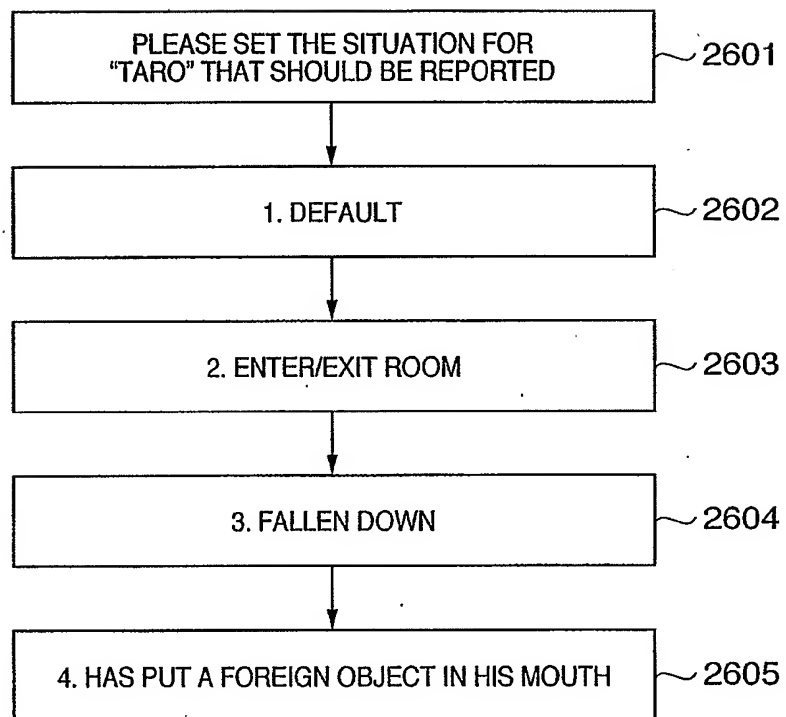 PLEASE SET THE SITUATION FOR
"TARO" THAT SHOULD BE REPORTED
2601
1. DEFAULT
2602
2. ENTER/EXIT ROOM
2603
3. FALLEN DOWN
2604
4. HAS PUT A FOREIGN OBJECT IN HIS MOUTH
2605